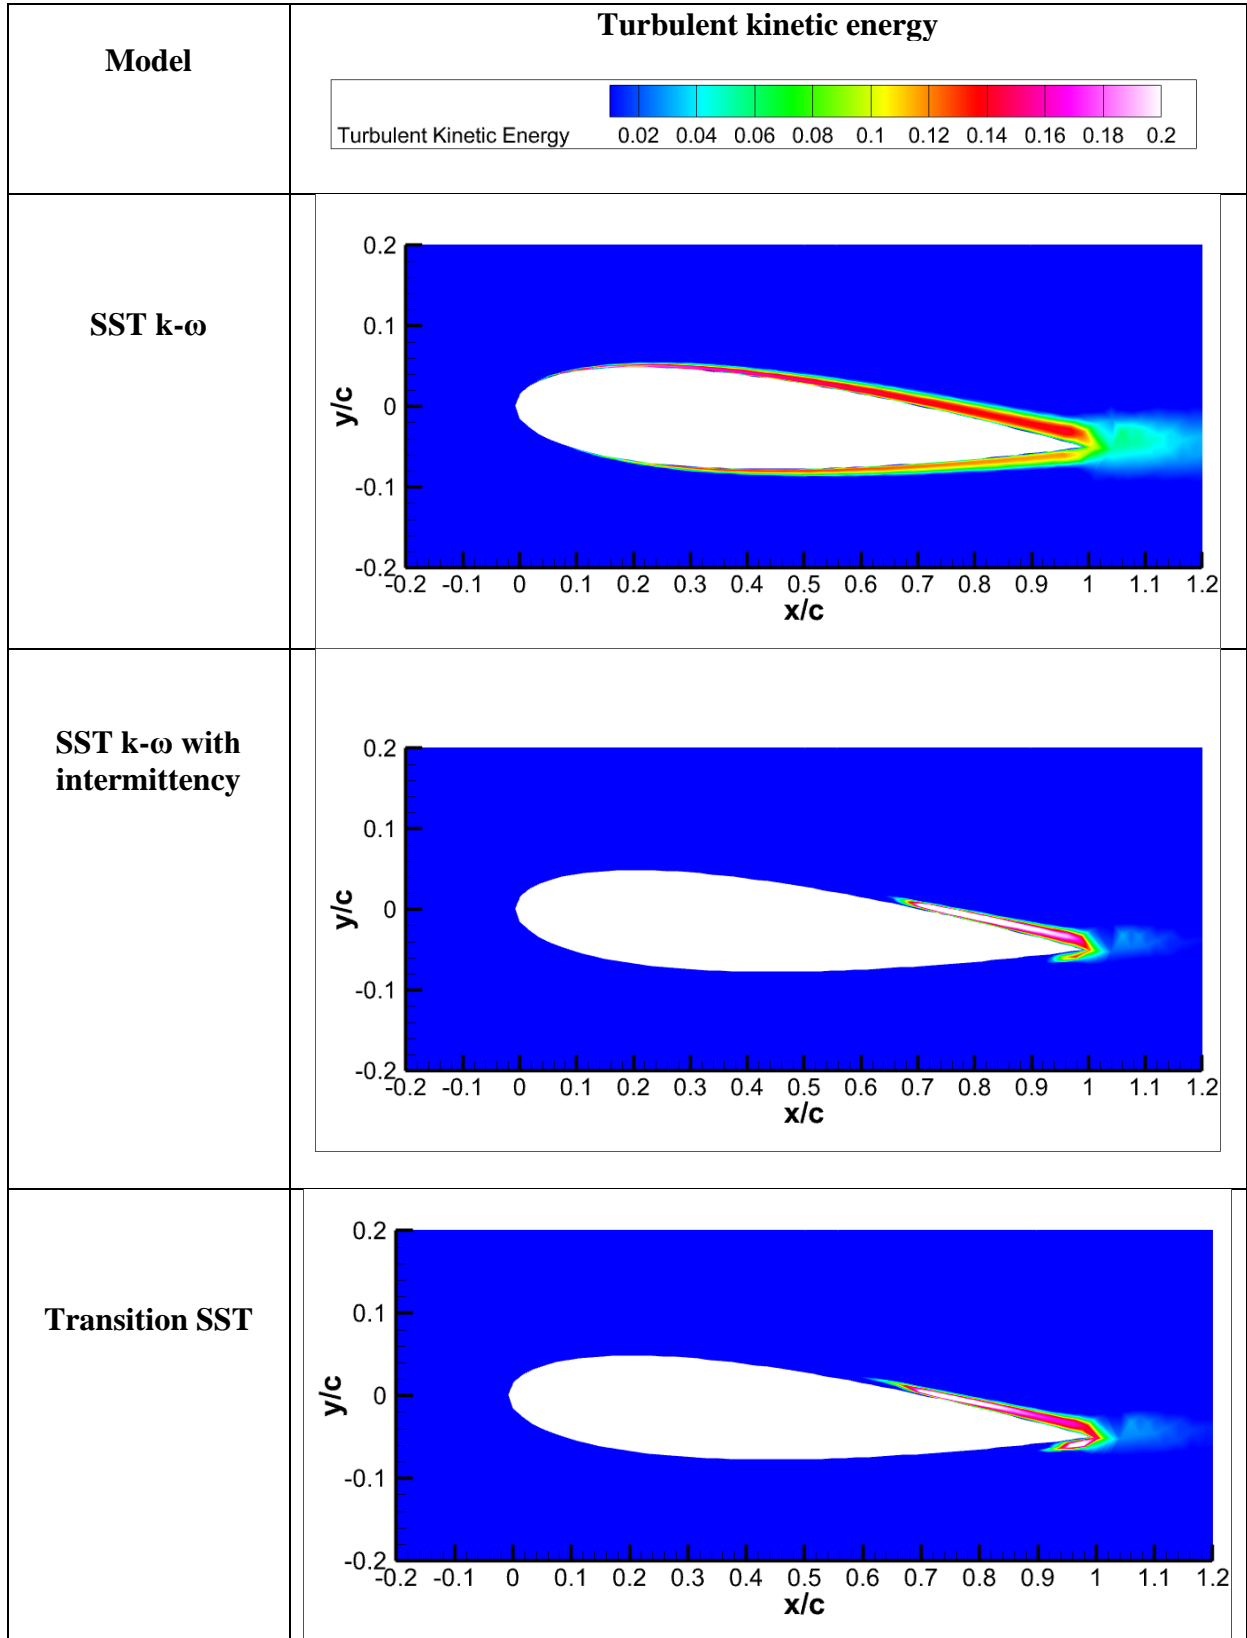 Model
Turbulent kinetic energy
Turbulent Kinetic Energy
0.02 0.04 0.06 0.08 0.1 0.12 0.14 0.16 0.18 0.2
SST k-ω
0.2
0.1
0
-0.1
-0.2
y/c
-0.2 -0.1 0 0.1 0.2 0.3 0.4 0.5 0.6 0.7 0.8 0.9 1 1.1 1.2
x/c
SST k-ω with
intermittency
0.2
0.1
0
-0.1
-0.2
y/c
-0.2 -0.1 0 0.1 0.2 0.3 0.4 0.5 0.6 0.7 0.8 0.9 1 1.1 1.2
x/c
Transition SST
0.2
0.1
0
-0.1
-0.2
y/c
-0.2 -0.1 0 0.1 0.2 0.3 0.4 0.5 0.6 0.7 0.8 0.9 1 1.1 1.2
x/c